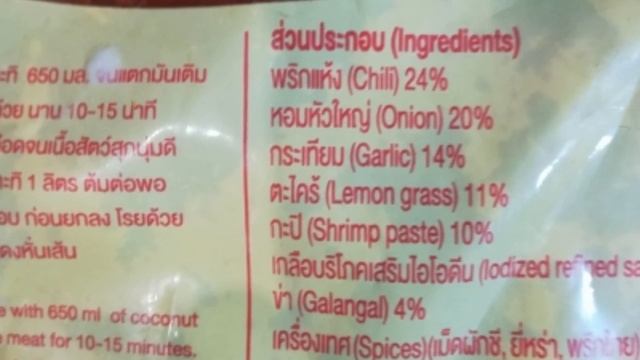 ส่วนประกอบ (Ingredients)
พริกแห้ง (Chili) 24%
หอมหัวใหญ่ (Onion) 20%
กระเทียม (Garlic) 14%
ตะไคร้ (Lemon grass) 11%
กะปิ (Shrimp paste) 10%
เกลือบริโภคเสริมไอโอดีน (Iodized refined
ข่า (Galangal) 4%
เครื่องเทศ (Spices)(เม็ดผักชี, ยี่หร่า,
650 มล. จนแตกมันเติม
นาน 10-15 นาที
จนเนื้อสัตว์สุกนุ่มดี
1 ลิตร ต้มต่อพอ
ก่อนยกลง โรยด้วย
หั่นเส้น
with 650 ml of coconut
meat for 10-15 minutes.